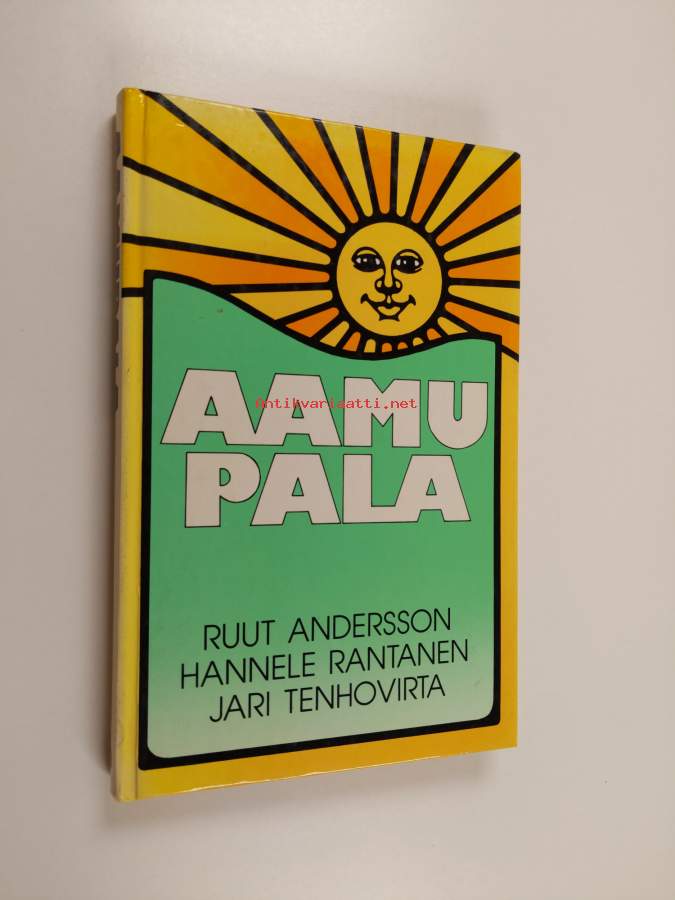 AAMU
Antikvariaatti.net
PALA
RUUT ANDERSSON
HANNELE RANTANEN
JARI TENHOVIRTA